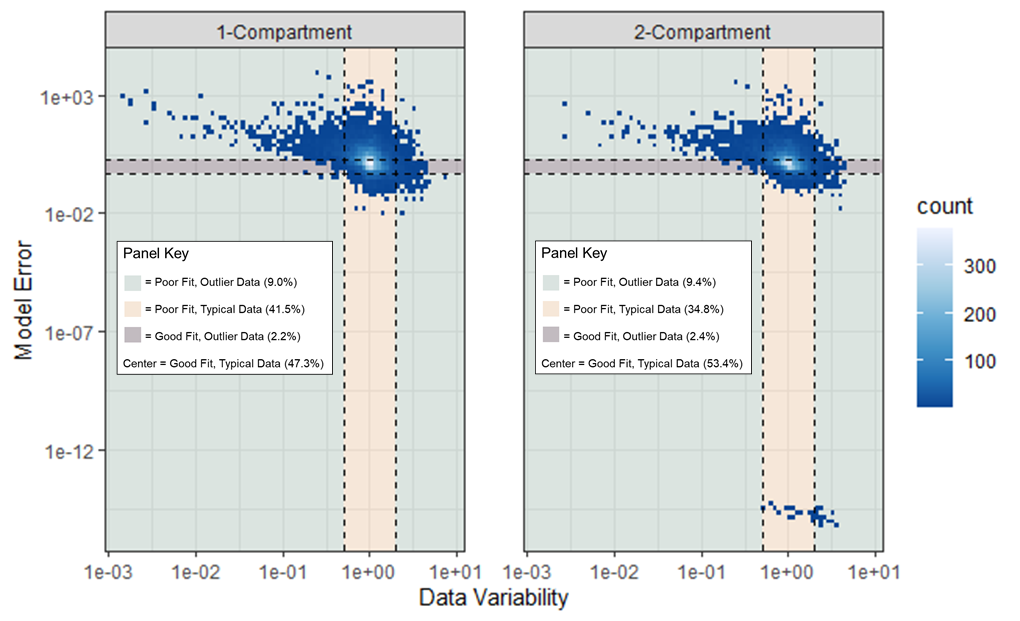 1-Compartment
2-Compartment
Model Error
1e+03
1e-02
1e-07
1e-12
Panel Key
= Poor Fit, Outlier Data (9.0%)
= Poor Fit, Typical Data (41.5%)
= Good Fit, Outlier Data (2.2%)
Center = Good Fit, Typical Data (47.3%)
Panel Key
= Poor Fit, Outlier Data (9.4%)
= Poor Fit, Typical Data (34.8%)
= Good Fit, Outlier Data (2.4%)
Center = Good Fit, Typical Data (53.4%)
count
300
200
100
1e-03 1e-02 1e-01 1e+00 1e+01
1e-03 1e-02 1e-01 1e+00 1e+01
Data Variability